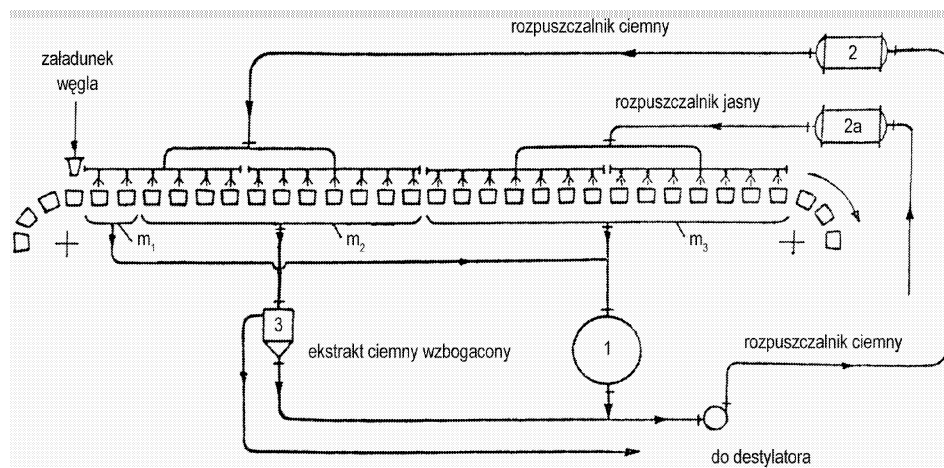 rozpuszczalnik ciemny
2
załadunek
węgla
rozpuszczalnik jasny
2a
m₁
m₂
m₃
3
ekstrakt ciemny wzbogacony
1
rozpuszczalnik ciemny
do destylatora